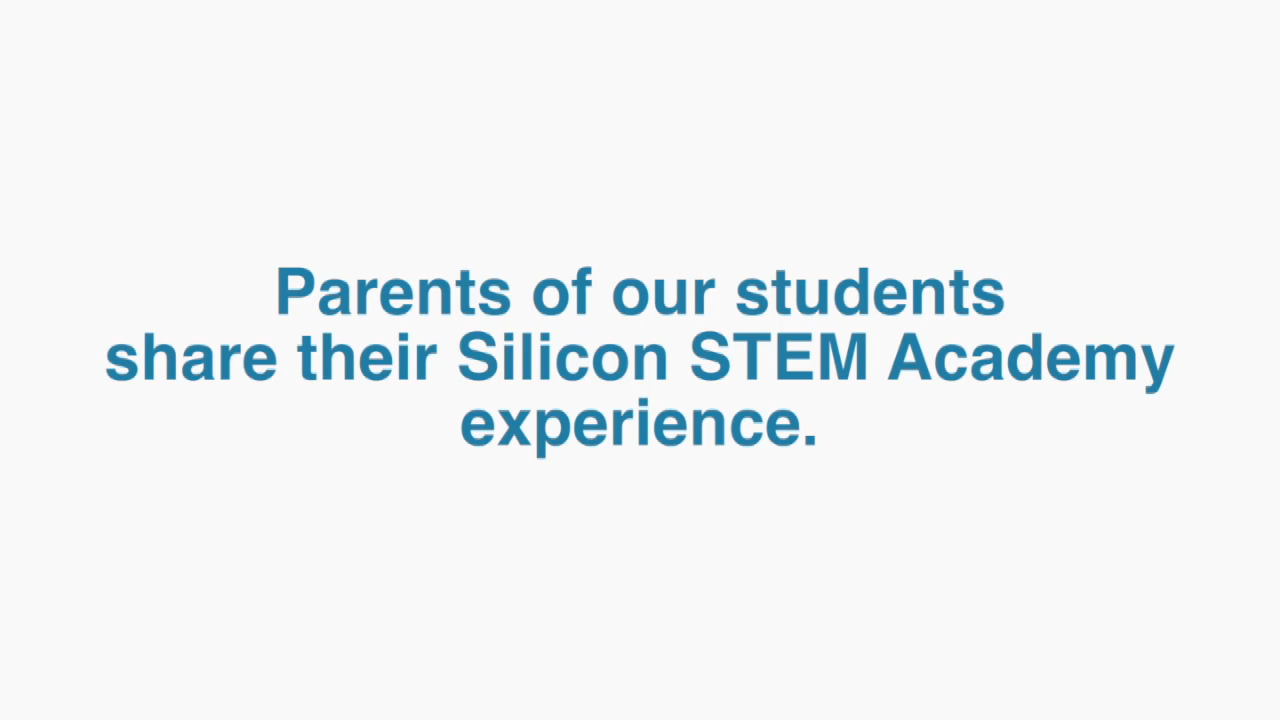 Parents of our students
share their Silicon STEM Academy
experience.